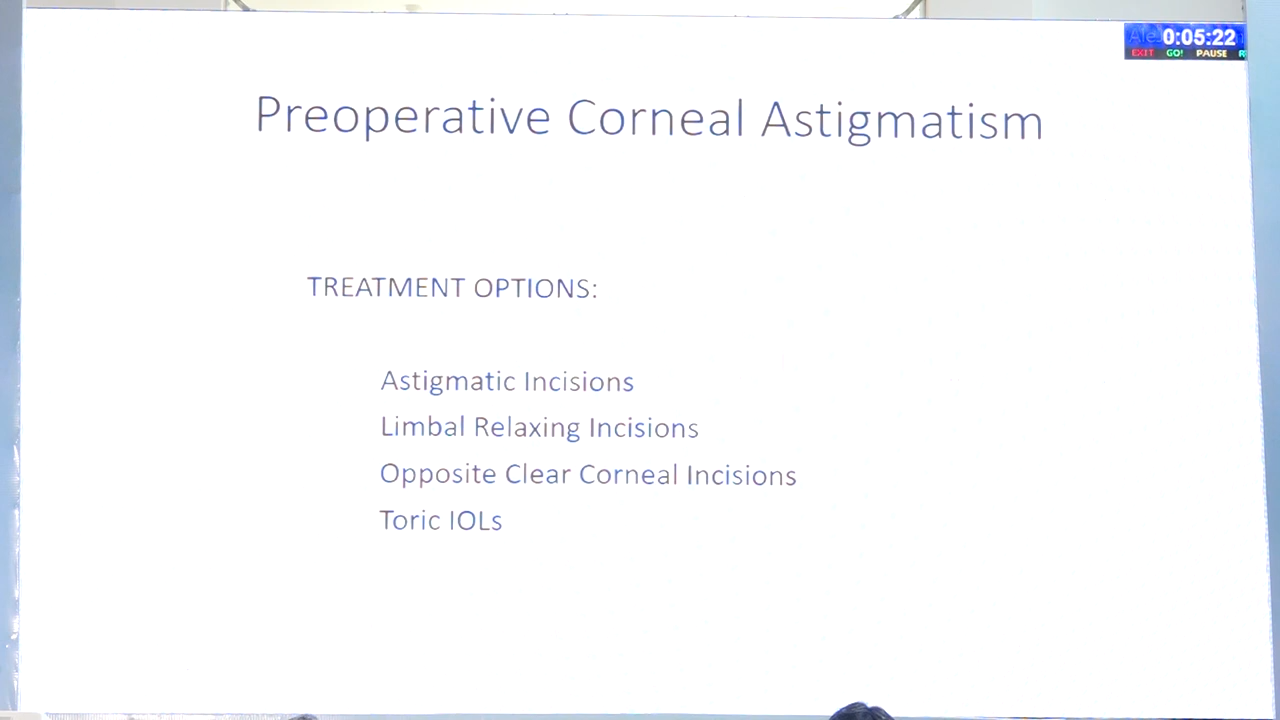 0:05:22
EXIT GO! PAUSE
Preoperative Corneal Astigmatism
TREATMENT OPTIONS:
Astigmatic Incisions
Limbal Relaxing Incisions
Opposite Clear Corneal Incisions
Toric IOLs